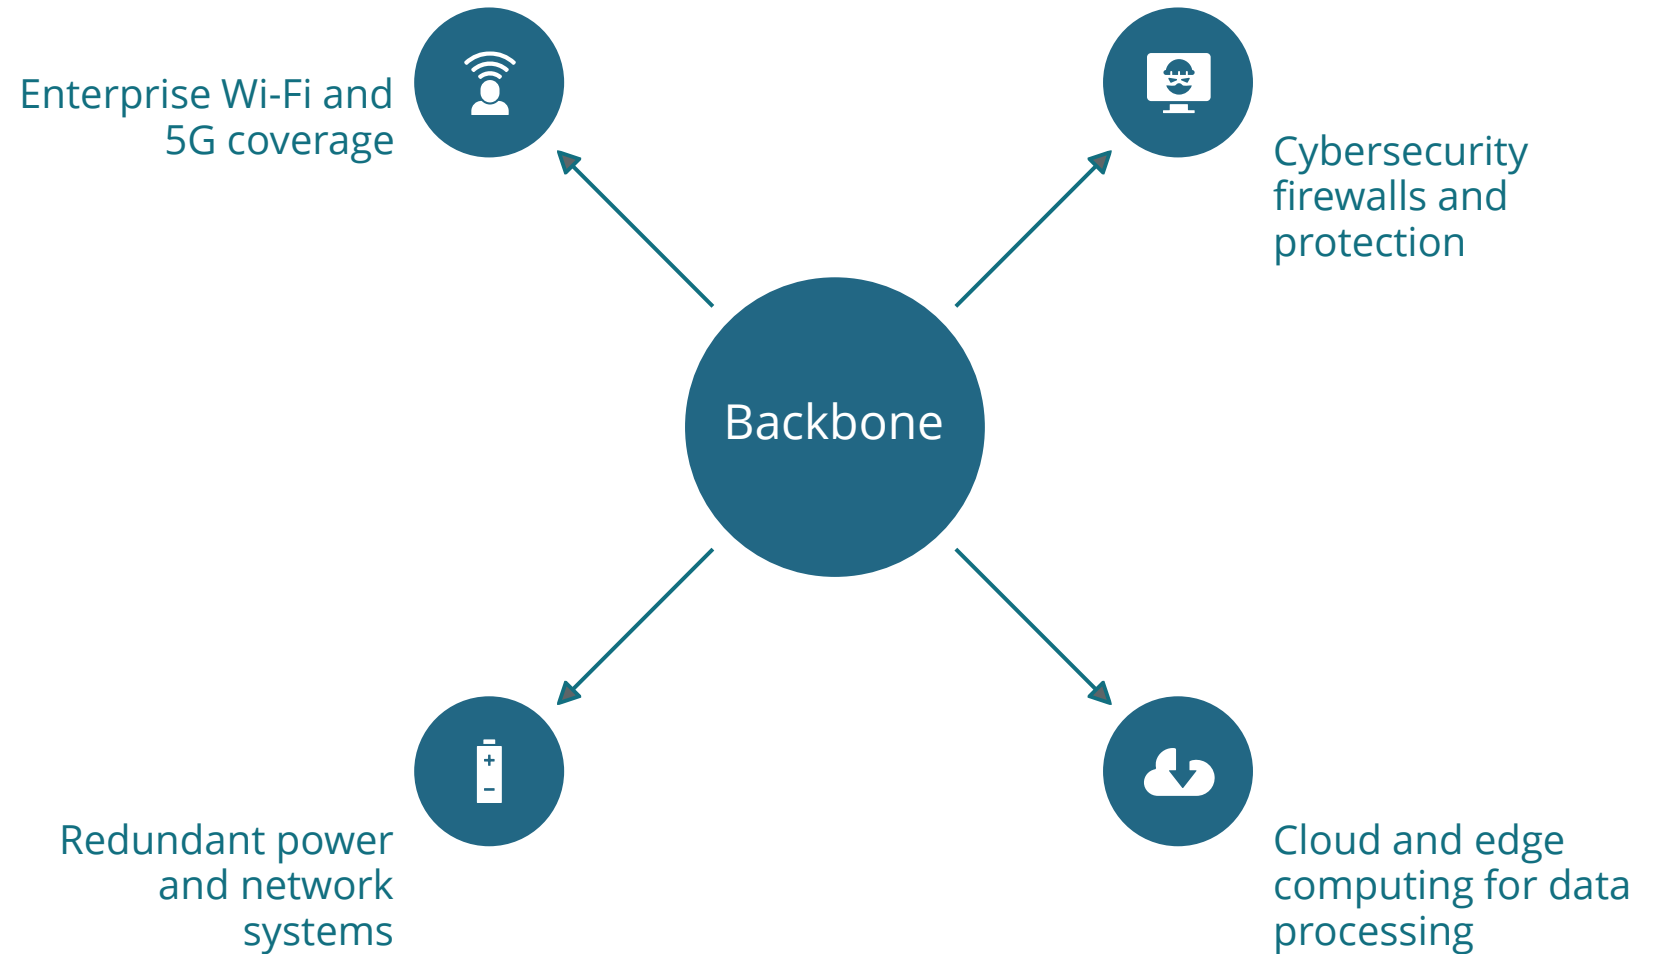 Enterprise Wi-Fi and
5G coverage
Cybersecurity
firewalls and
protection
Backbone
Redundant power
and network
systems
Cloud and edge
computing for data
processing